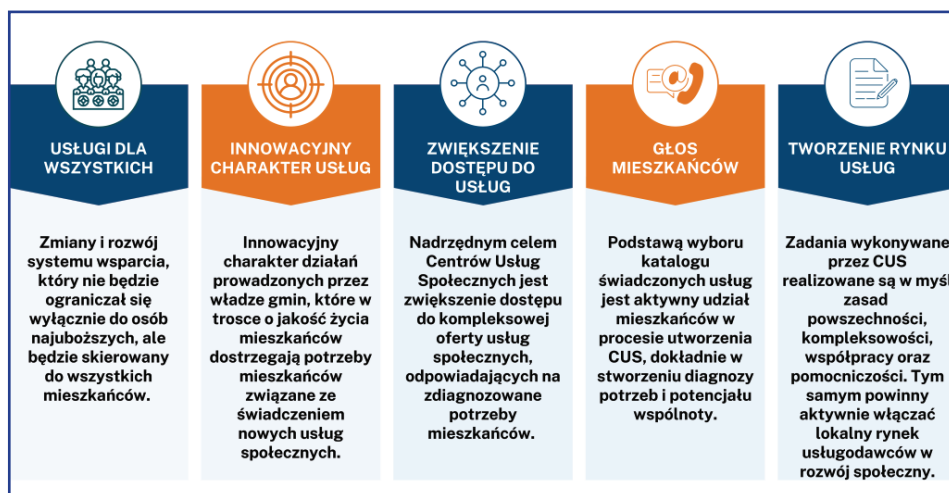 USŁUGI DLA
WSZYSTKICH
Zmiany i rozwój
systemu wsparcia,
który nie będzie
ograniczał się
wyłącznie do osób
najuboższych, ale
będzie skierowany
do wszystkich
mieszkańców.
INNOWACYJNY
CHARAKTER USŁUG
Innowacyjny
charakter działań
prowadzonych przez
władze gmin, które w
trosce o jakość życia
mieszkańców
dostrzegają potrzeby
mieszkańców
związane ze
świadczeniem
nowych usług
społecznych.
ZWIĘKSZENIE
DOSTĘPU DO
USŁUG
Nadrzędnym celem
Centrów Usług
Społecznych jest
zwiększenie dostępu
do kompleksowej
oferty usług
społecznych,
odpowiadających na
zdiagnozowane
potrzeby
mieszkańców.
GŁOS
MIESZKAŃCÓW
Podstawą wyboru
katalogu
świadczonych usług
jest aktywny udział
mieszkańców w
procesie utworzenia
CUS, dokładnie w
stworzeniu diagnozy
potrzeb i potencjału
wspólnoty.
TWORZENIE RYNKU
USŁUG
Zadania wykonywane
przez CUS
realizowane są w myśl
zasad
powszechności,
kompleksowości,
współpracy oraz
pomocniczości. Tym
samym powinny
aktywnie włączać
lokalny rynek
usługodawców w
rozwój społeczny.